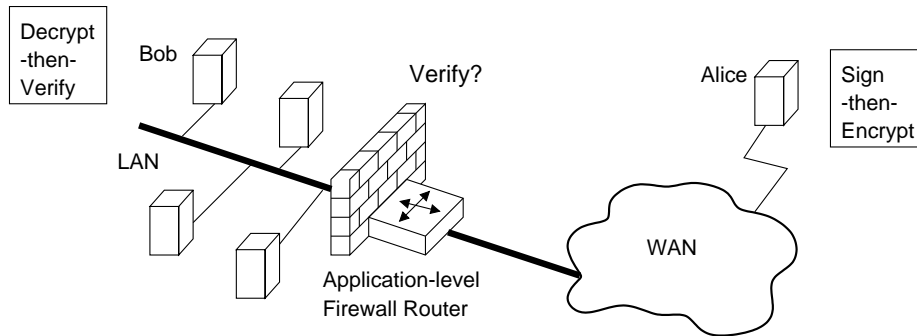 Decrypt
-then-
Verify
Bob
Verify?
Alice
Sign
-then-
Encrypt
LAN
WAN
Application-level
Firewall Router